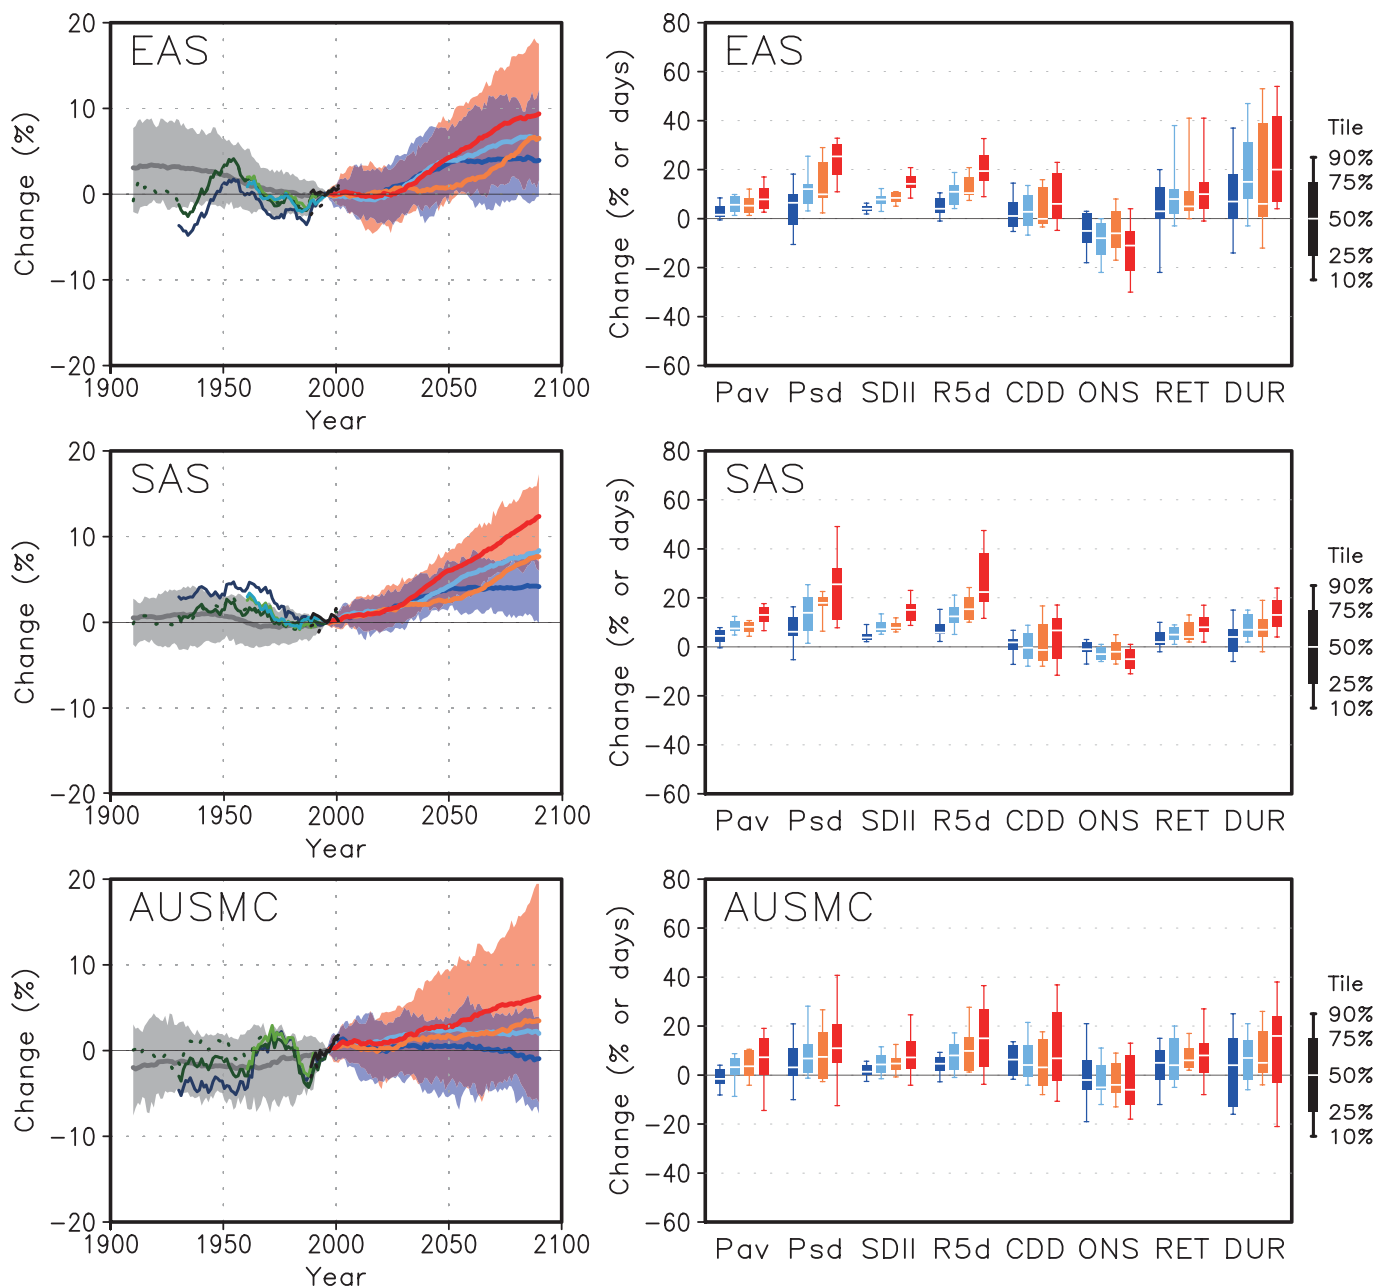 EAS
Change (%)
20
10
0
−10
−20
1900 1950 2000 2050 2100
Year
EAS
Change (% or days)
80
60
40
20
0
−20
−40
−60
Pav Psd SDII R5d CDD ONS RET DUR
Tile
90%
75%
50%
25%
10%
SAS
Change (%)
20
10
0
−10
−20
1900 1950 2000 2050 2100
Year
SAS
Change (% or days)
80
60
40
20
0
−20
−40
−60
Pav Psd SDII R5d CDD ONS RET DUR
Tile
90%
75%
50%
25%
10%
AUSMC
Change (%)
20
10
0
−10
−20
1900 1950 2000 2050 2100
Year
AUSMC
Change (% or days)
80
60
40
20
0
−20
−40
−60
Pav Psd SDII R5d CDD ONS RET DUR
Tile
90%
75%
50%
25%
10%